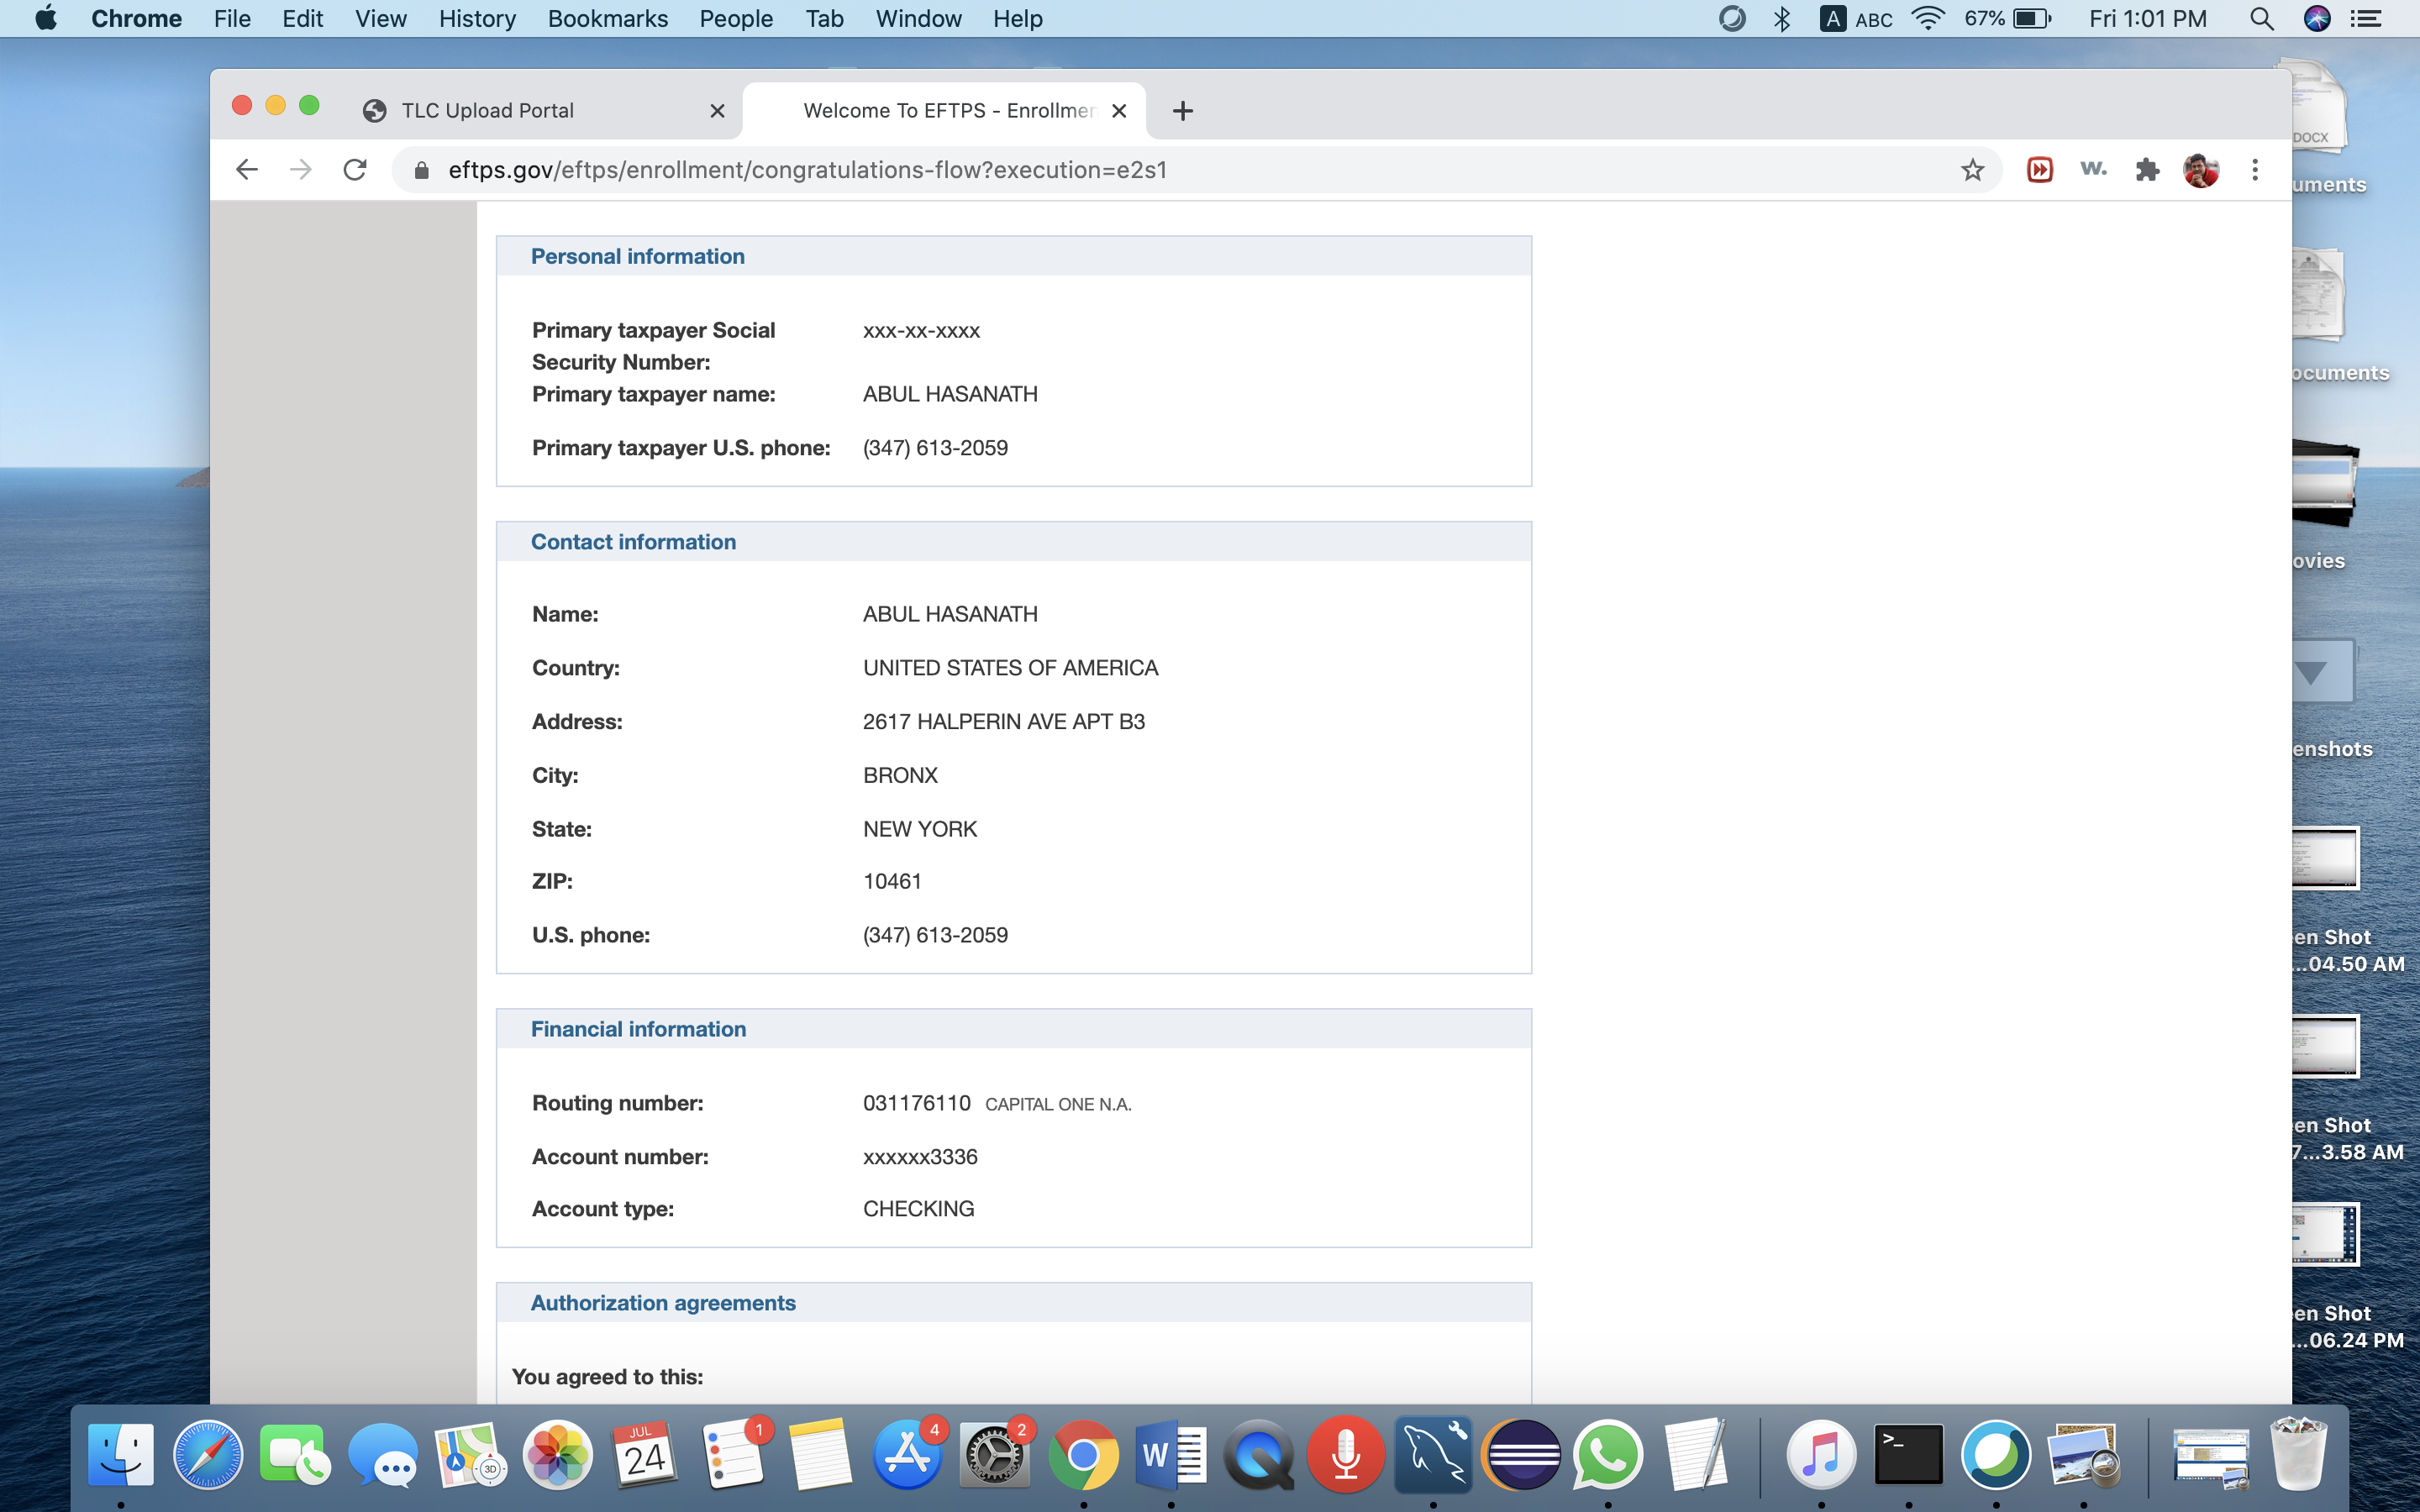 Chrome File Edit View History Bookmarks People Tab Window Help A ABC 67% Fri 1:01 PM
TLC Upload Portal Welcome To EFTPS - Enrollmen
eftps.gov/eftps/enrollment/congratulations-flow?execution=e2s1 w.
DOCX
uments
Personal information
Primary taxpayer Social xxx-xx-xxxx
Security Number:
ocuments
Primary taxpayer name: ABUL HASANATH
Primary taxpayer U.S. phone: (347) 613-2059
Contact information
ovies
Name: ABUL HASANATH
Country: UNITED STATES OF AMERICA
Address: 2617 HALPERIN AVE APT B3
enshots
City: BRONX
State: NEW YORK
ZIP: 10461
U.S. phone: (347) 613-2059
en Shot
...04.50 AM
Financial information
Routing number: 031176110 CAPITAL ONE N.A.
en Shot
7...3.58 AM
Account number: xxxxxx3336
Account type: CHECKING
Authorization agreements
en Shot
...06.24 PM
You agreed to this:
JUL
24
3D
1
4
2
W
>_